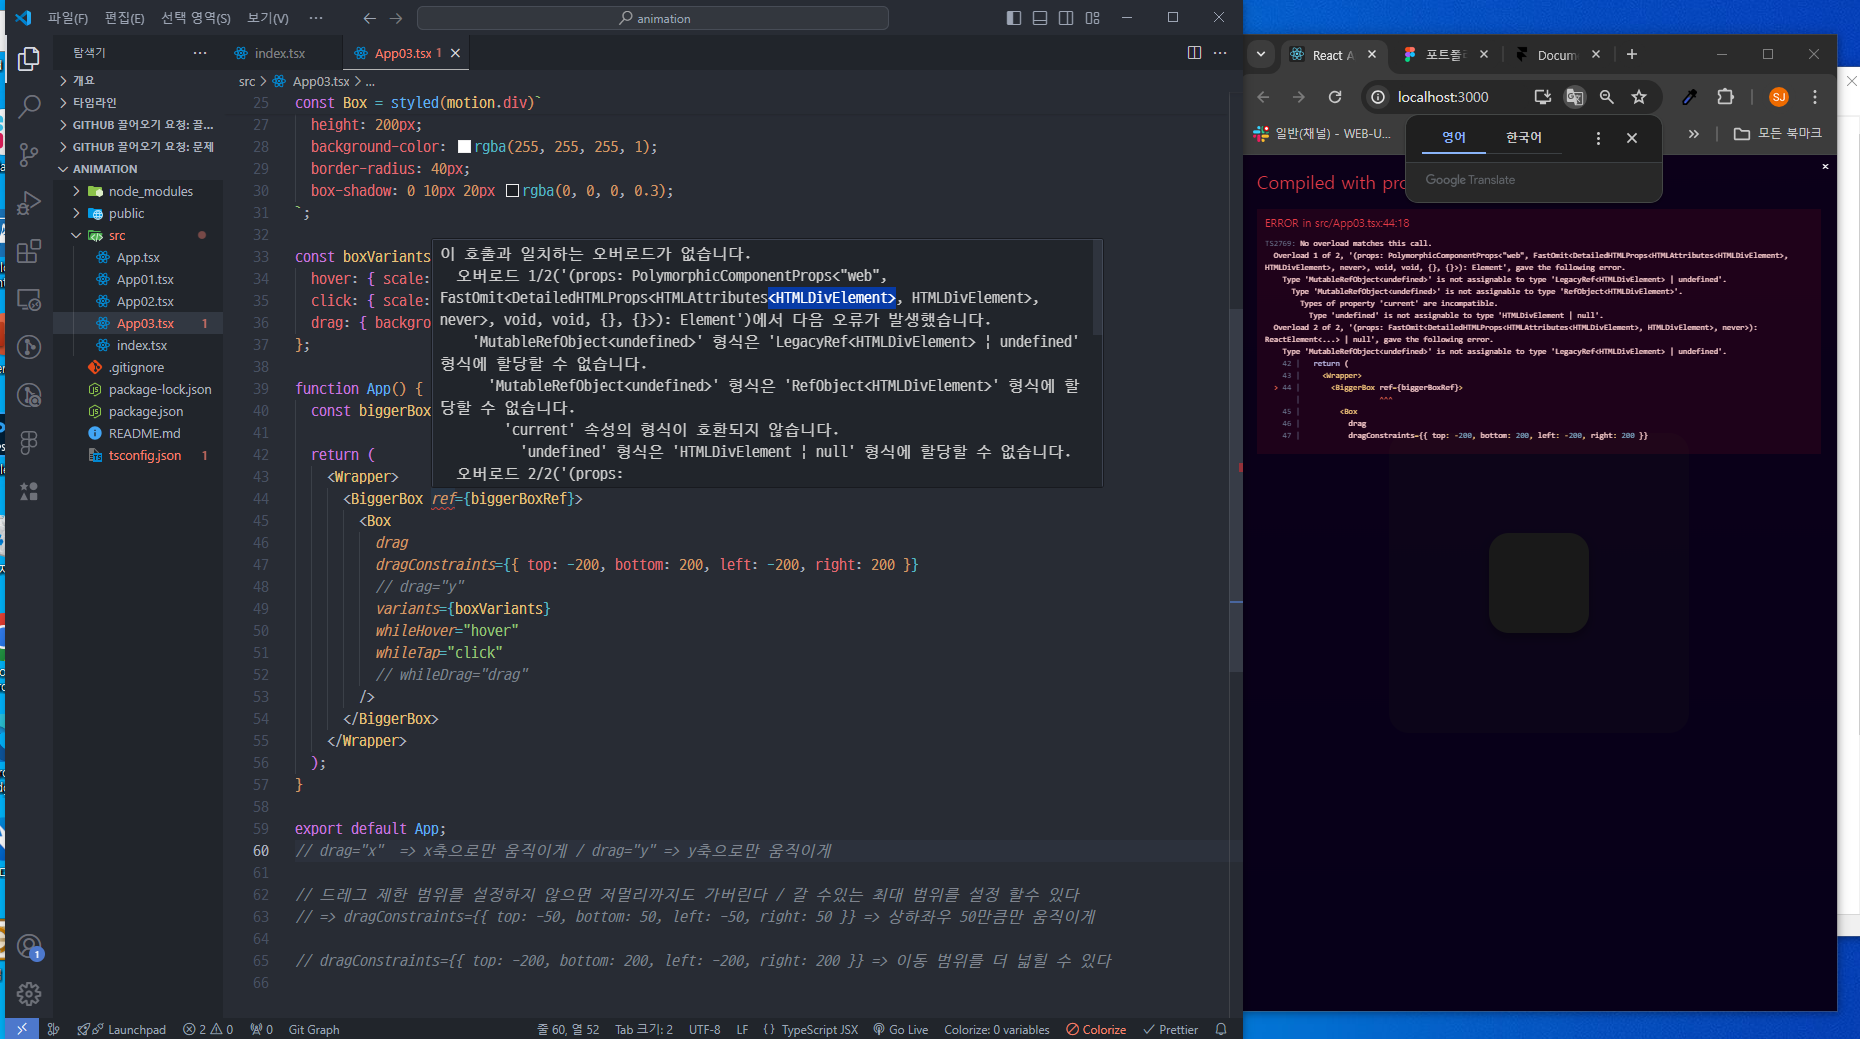 파일(F) 편집(E) 선택 영역(S) 보기(V) ··· animation
탐색기 ···
개요
타임라인
GITHUB 끌어오기 요청: 끌...
GITHUB 끌어오기 요청: 문제
ANIMATION
node_modules
public
src
App.tsx
App01.tsx
App02.tsx
App03.tsx 1
index.tsx
.gitignore
package-lock.json
package.json
README.md
tsconfig.json 1
index.tsx App03.tsx 1
src > App03.tsx > ...
25 const Box = styled(motion.div)`
27 height: 200px;
28 background-color: rgba(255, 255, 255, 1);
29 border-radius: 40px;
30 box-shadow: 0 10px 20px rgba(0, 0, 0, 0.3);
31 `;
32
33 const boxVariants
34 hover: { scale:
35 click: { scale:
36 drag: { backgro
37 };
38
39 function App() {
40 const biggerBox
41
42 return (
43 <Wrapper>
44 <BiggerBox ref={biggerBoxRef}>
45 <Box
46 drag
47 dragConstraints={{ top: -200, bottom: 200, left: -200, right: 200 }}
48 // drag="y"
49 variants={boxVariants}
50 whileHover="hover"
51 whileTap="click"
52 // whileDrag="drag"
53 />
54 </BiggerBox>
55 </Wrapper>
56 );
57 }
58
59 export default App;
60 // drag="x" => x축으로만 움직이게 / drag="y" => y축으로만 움직이게
61
62 // 드레그 제한 범위를 설정하지 않으면 저멀리까지도 가버린다 / 갈 수있는 최대 범위를 설정 할수 있다
63 // => dragConstraints={{ top: -50, bottom: 50, left: -50, right: 50 }} => 상하좌우 50만큼만 움직이게
64
65 // dragConstraints={{ top: -200, bottom: 200, left: -200, right: 200 }} => 이동 범위를 더 넓힐 수 있다
66
이 호출과 일치하는 오버로드가 없습니다.
오버로드 1/2('(props: PolymorphicComponentProps<"web",
FastOmit<DetailedHTMLProps<HTMLAttributes<HTMLDivElement>, HTMLDivElement>,
never>, void, void, {}, {}>): Element')에서 다음 오류가 발생했습니다.
'MutableRefObject<undefined>' 형식은 'LegacyRef<HTMLDivElement> | undefined'
형식에 할당할 수 없습니다.
'MutableRefObject<undefined>' 형식은 'RefObject<HTMLDivElement>' 형식에 할
당할 수 없습니다.
'current' 속성의 형식이 호환되지 않습니다.
'undefined' 형식은 'HTMLDivElement | null' 형식에 할당할 수 없습니다.
오버로드 2/2('(props:
1
Launchpad 2 0 0 Git Graph
줄 60, 열 52 Tab 크기: 2 UTF-8 LF {} TypeScript JSX Go Live Colorize: 0 variables Colorize Prettier
React A 포트폴 Docum
localhost:3000 SJ
일반(채널) - WEB-U... 모든 북마크
영어 한국어
Google Translate
Compiled with pro
ERROR in src/App03.tsx:44:18
TS2769: No overload matches this call.
Overload 1 of 2, '(props: PolymorphicComponentProps<"web", FastOmit<DetailedHTMLProps<HTMLAttributes<HTMLDivElement>,
HTMLDivElement>, never>, void, void, {}, {}>): Element', gave the following error.
Type 'MutableRefObject<undefined>' is not assignable to type 'LegacyRef<HTMLDivElement> | undefined'.
Type 'MutableRefObject<undefined>' is not assignable to type 'RefObject<HTMLDivElement>'.
Types of property 'current' are incompatible.
Type 'undefined' is not assignable to type 'HTMLDivElement | null'.
Overload 2 of 2, '(props: FastOmit<DetailedHTMLProps<HTMLAttributes<HTMLDivElement>, HTMLDivElement>, never>):
ReactElement<...> | null', gave the following error.
Type 'MutableRefObject<undefined>' is not assignable to type 'LegacyRef<HTMLDivElement> | undefined'.
42 | return (
43 | <Wrapper>
> 44 | <BiggerBox ref={biggerBoxRef}>
| ^^^
45 | <Box
46 | drag
47 | dragConstraints={{ top: -200, bottom: 200, left: -200, right: 200 }}